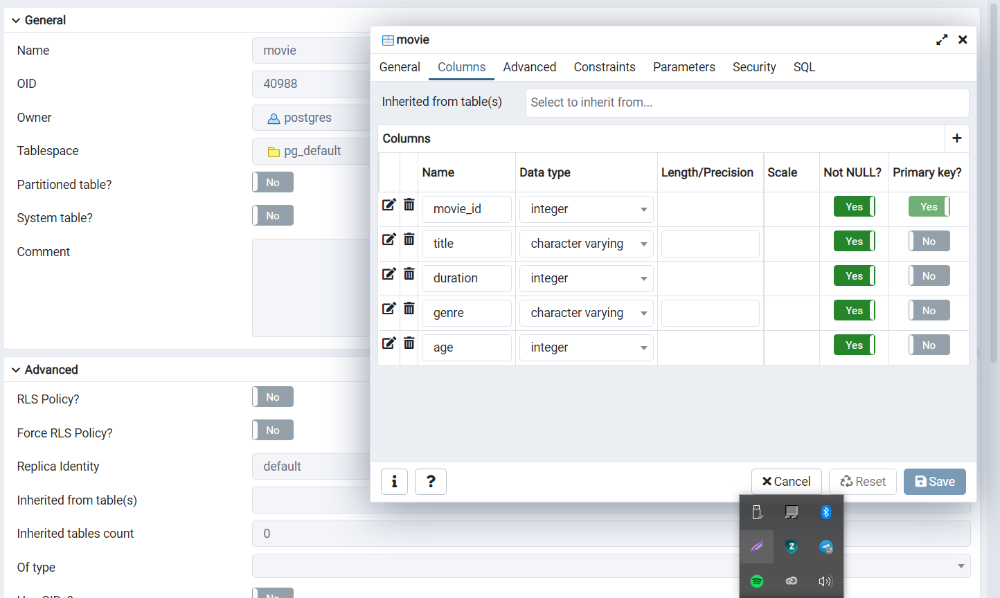 General
Name
movie
OID
40988
Owner
postgres
Tablespace
pg_default
Partitioned table?
No
System table?
No
Comment
Advanced
RLS Policy?
No
Force RLS Policy?
No
Replica Identity
default
Inherited from table(s)
Inherited tables count
0
Of type
No
movie
General Columns Advanced Constraints Parameters Security SQL
Inherited from table(s) Select to inherit from...
Columns
Name Data type Length/Precision Scale Not NULL? Primary key?
movie_id integer Yes Yes
title character varying Yes No
duration integer Yes No
genre character varying Yes No
age integer Yes No
Cancel Reset Save